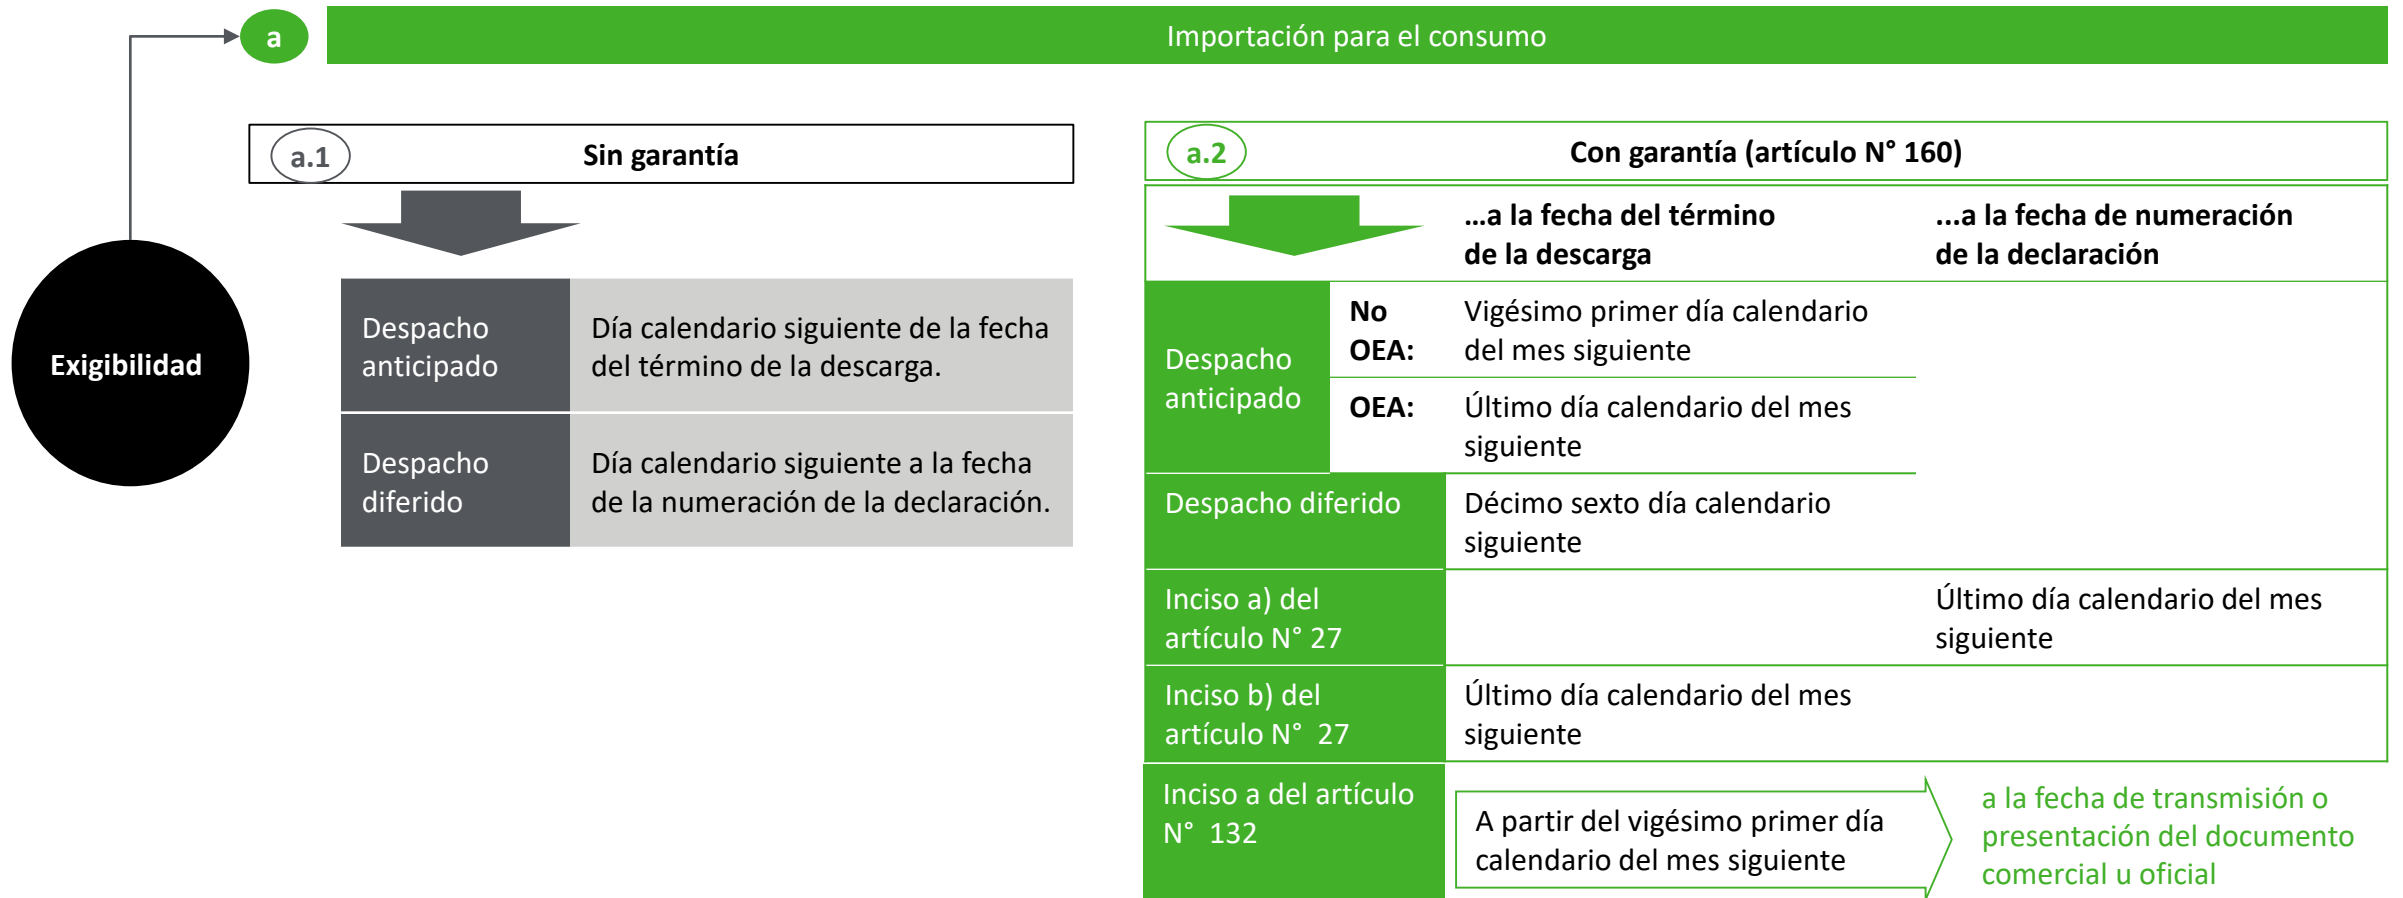 a
Importación para el consumo
Exigibilidad
a.1
Sin garantía
Despacho
anticipado
Día calendario siguiente de la fecha
del término de la descarga.
Despacho
diferido
Día calendario siguiente a la fecha
de la numeración de la declaración.
a.2
Con garantía (artículo N° 160)
…a la fecha del término
de la descarga
...a la fecha de numeración
de la declaración
Despacho
anticipado
No
OEA:
Vigésimo primer día calendario
del mes siguiente
OEA:
Último día calendario del mes
siguiente
Despacho diferido
Décimo sexto día calendario
siguiente
Inciso a) del
artículo N° 27
Último día calendario del mes
siguiente
Inciso b) del
artículo N° 27
Último día calendario del mes
siguiente
Inciso a del artículo
N° 132
A partir del vigésimo primer día
calendario del mes siguiente
a la fecha de transmisión o
presentación del documento
comercial u oficial